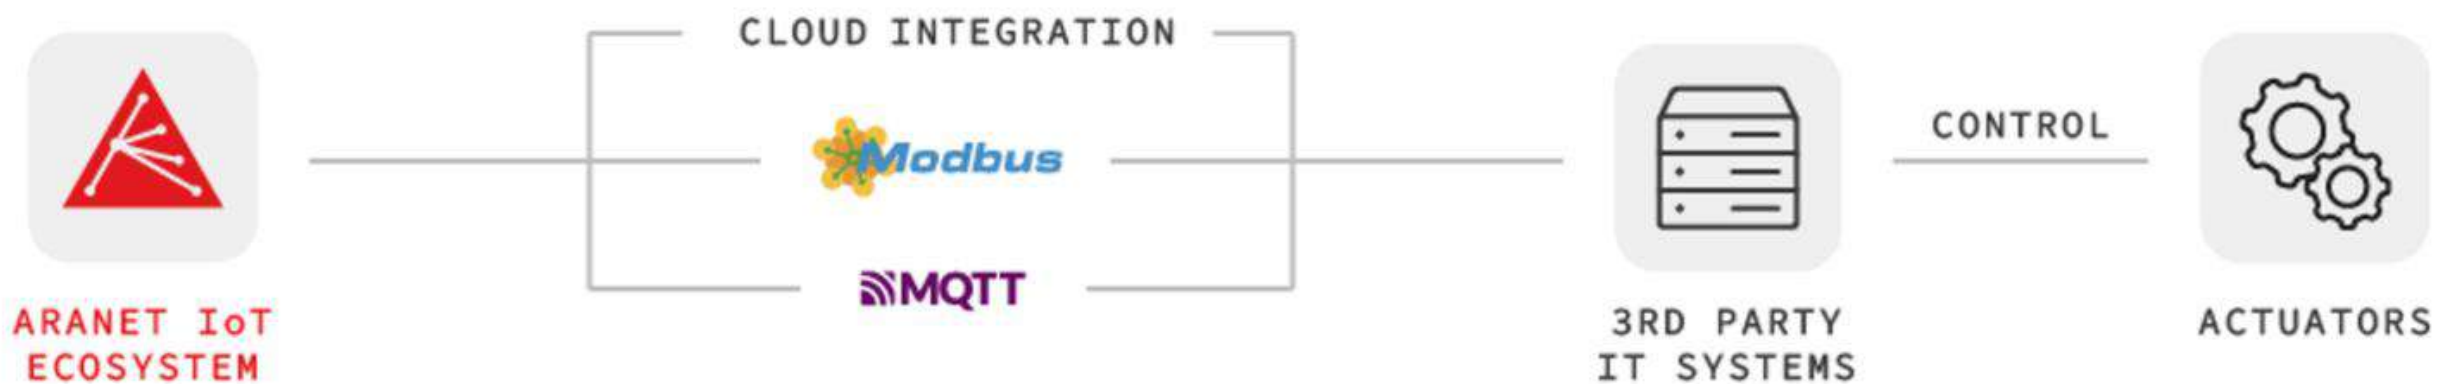 CLOUD INTEGRATION
Modbus
MQTT
CONTROL
ARANET IoT
ECOSYSTEM
3RD PARTY
IT SYSTEMS
ACTUATORS